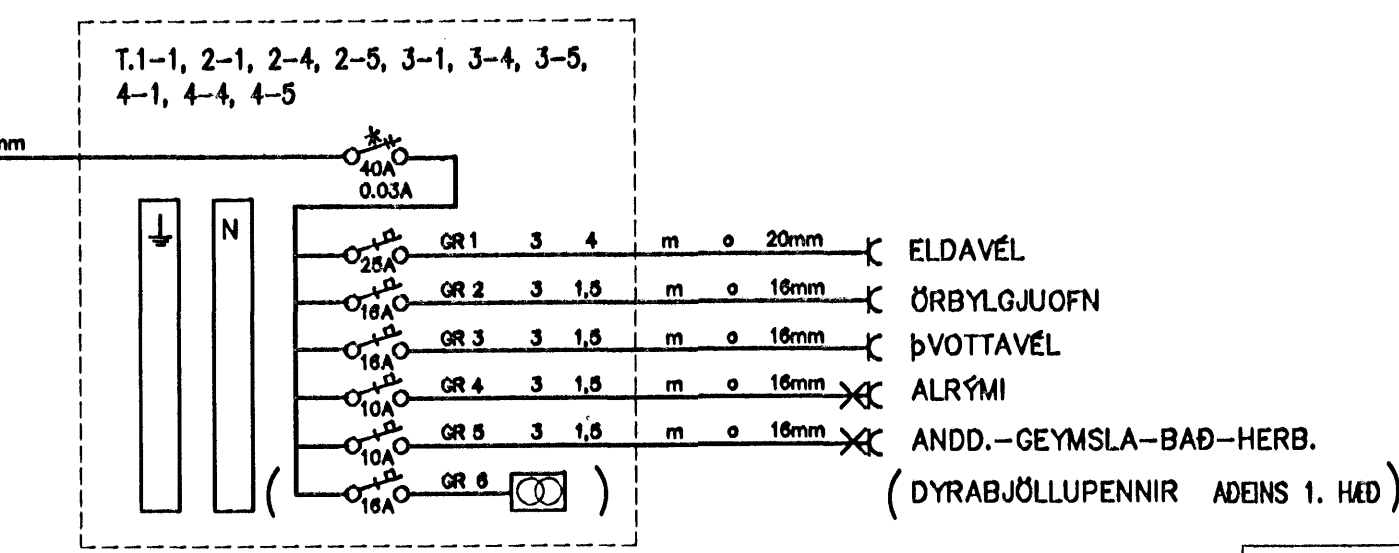 T.1-1, 2-1, 2-4, 2-5, 3-1, 3-4, 3-5,
4-1, 4-4, 4-5
mm
40A
0.03A
N
25A GR 1 3 4 m o 20mm ELDAVÉL
16A GR 2 3 1,5 m o 16mm ÖRBYLGJUOFN
16A GR 3 3 1,5 m o 16mm ÞVOTTAVÉL
10A GR 4 3 1,5 m o 16mm ALRÝMI
10A GR 5 3 1,5 m o 16mm ANDD.-GEYMSLA-BAÐ-HERB.
( 16A GR 6 ) ( DYRABJÖLLUPENNIR AÐEINS 1. HÆÐ )